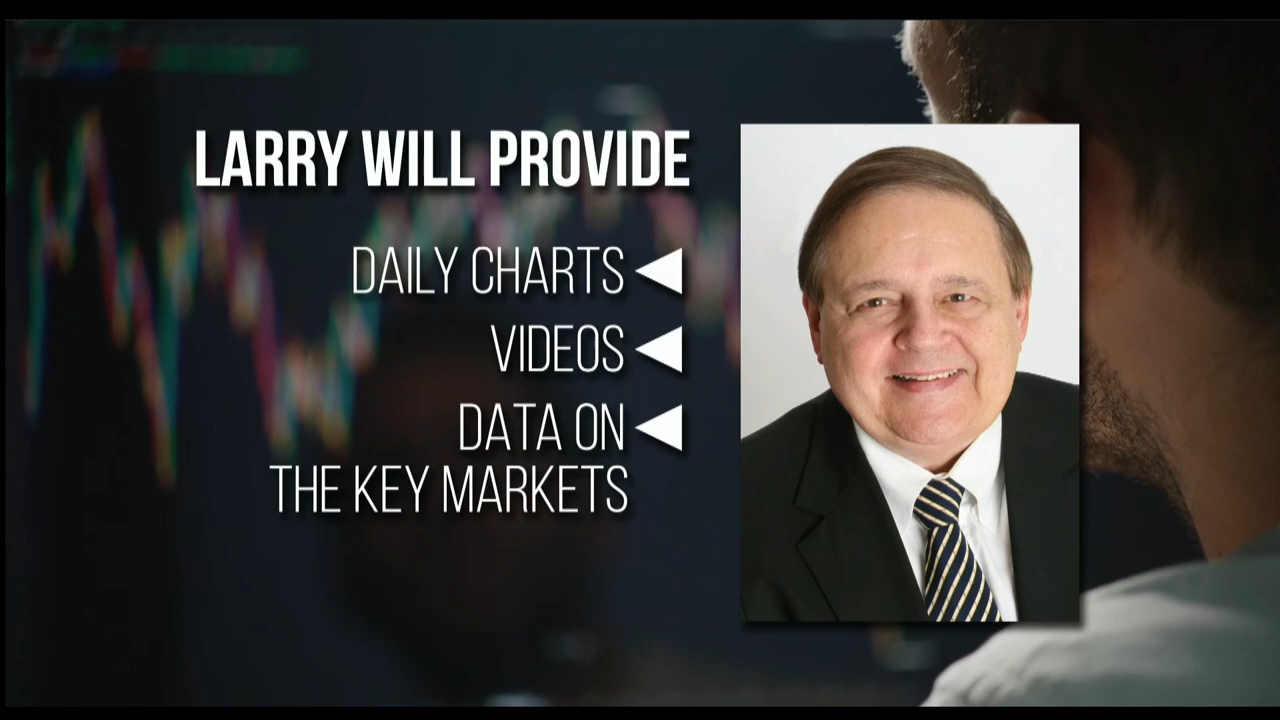 LARRY WILL PROVIDE
DAILY CHARTS
VIDEOS
DATA ON
THE KEY MARKETS